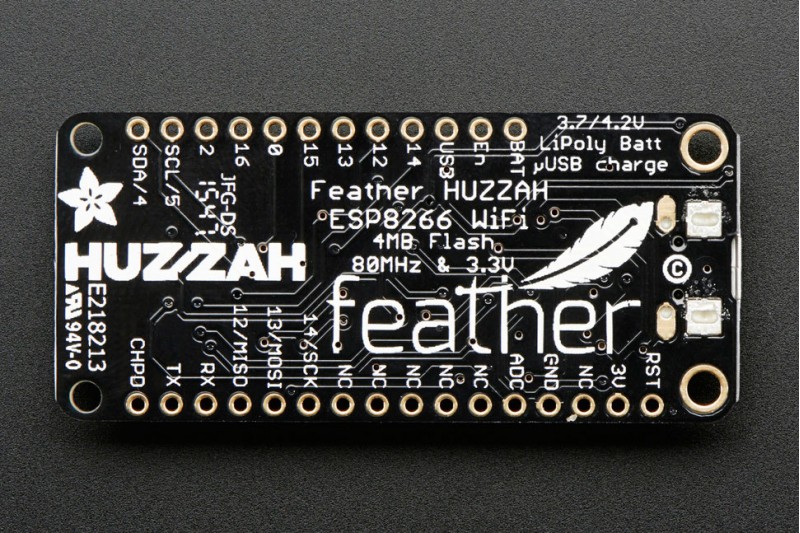 SDA/4
SCL/5
2
16
0
15
13
12
14
USB
En
BAT
3.7/4.2V
LiPoly Batt
µUSB charge
JFG-DS
1547
Feather HUZZAH
ESP8266 WiFi
4MB Flash
80MHz & 3.3V
HUZZAH
feather
©
E218213
94V-0
CHPD
TX
RX
12/MISO
13/MOSI
14/SCK
NC
NC
NC
NC
NC
ADC
GND
NC
3V
RST